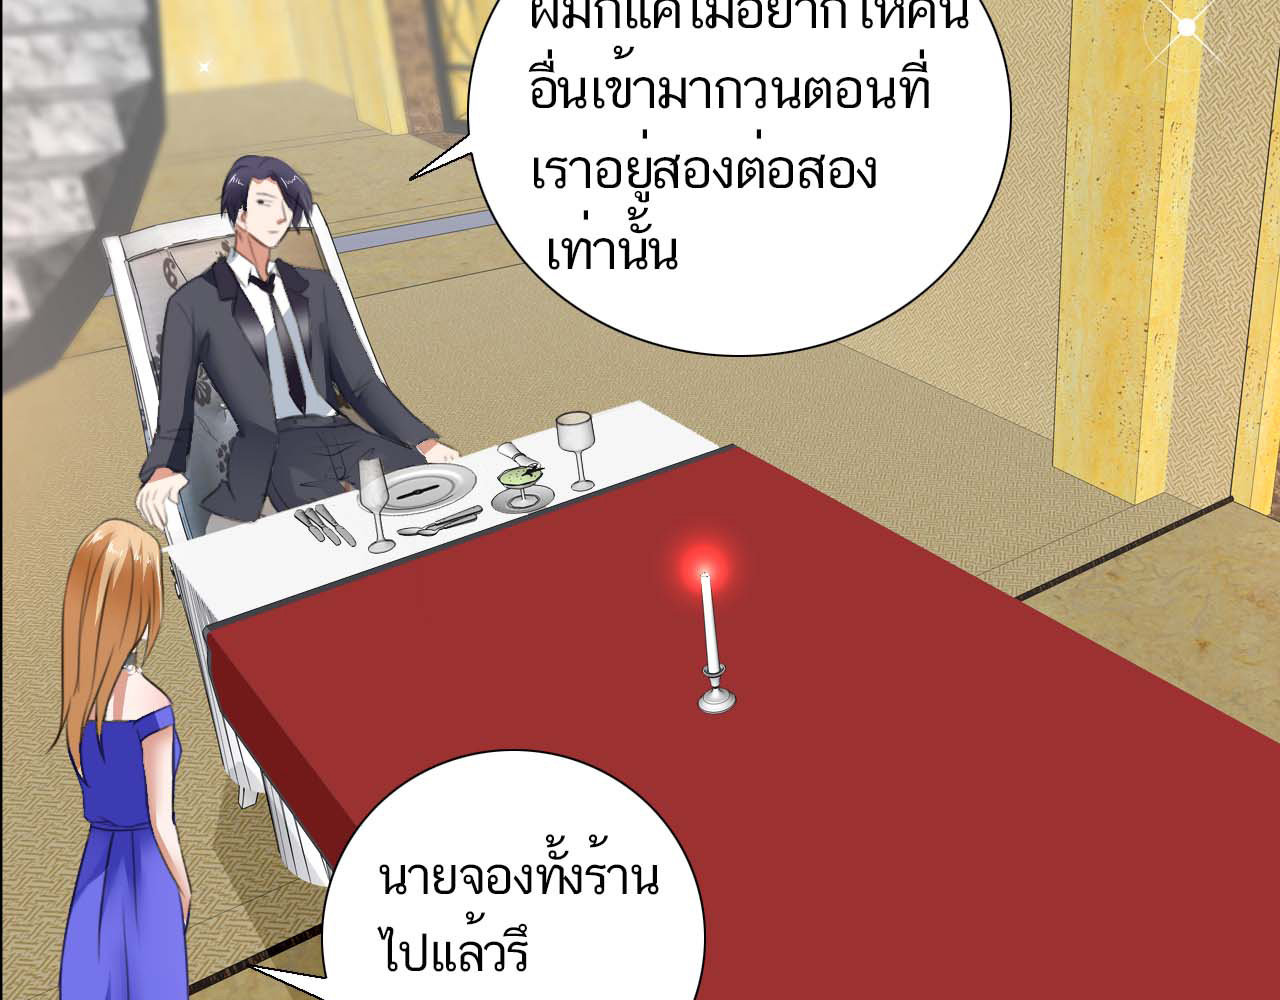 ผมก็แค่ไม่อยากให้คน
อื่นเข้ามากวนตอนที่
เราอยู่สองต่อสอง
เท่านั้น
นายจองทั้งร้าน
ไปแล้วรึ